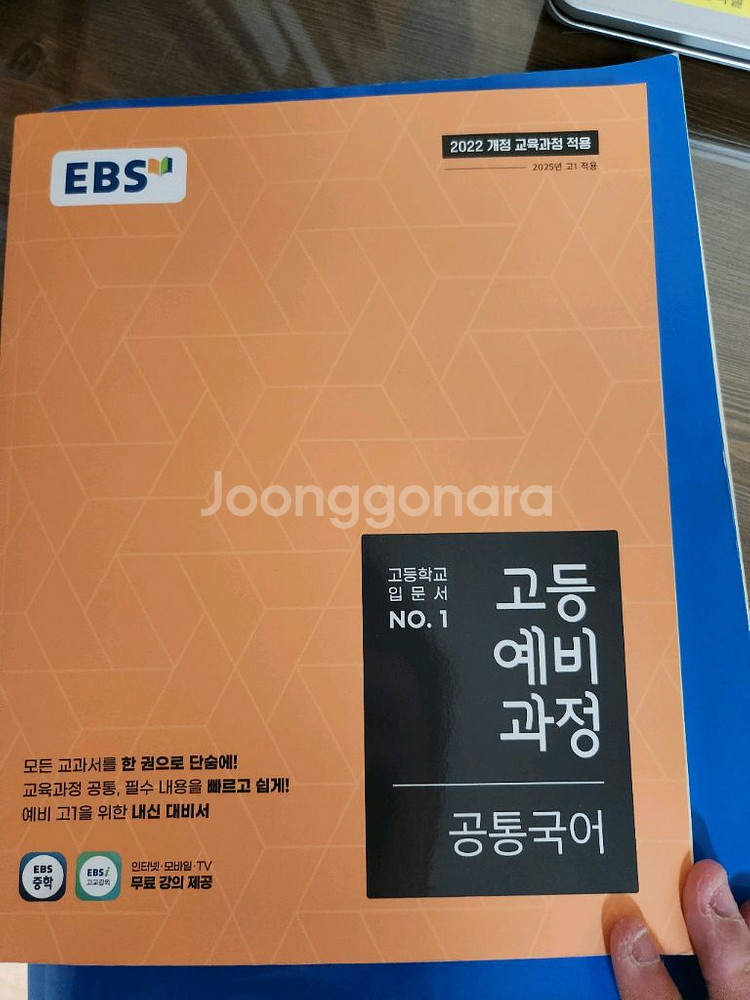 EBS
2022 개정 교육과정 적용
2025년 고1 적용
Joonggonara
고등학교
입문서
NO. 1
고등
예비
과정
공통국어
모든 교과서를 한 권으로 단숨에!
교육과정 공통, 필수 내용을 빠르고 쉽게!
예비 고1을 위한 내신 대비서
EBS
중학
EBSi
고교강의
인터넷·모바일·TV
무료 강의 제공